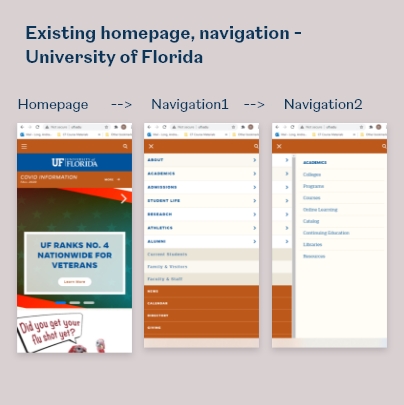 Existing homepage, navigation -
University of Florida
Homepage --> Navigation1 --> Navigation2
UF UNIVERSITY of FLORIDA
COVID INFORMATION
UF RANKS NO. 4
NATIONWIDE FOR
VETERANS
Learn More
Did you get your
flu shot yet?
ABOUT
ACADEMICS
ADMISSIONS
STUDENT LIFE
RESEARCH
ATHLETICS
ALUMNI
Current Students
Faculty & Staff
NEWS
CALENDAR
DIRECTORY
GIVING
ACADEMICS
Colleges
Programs
Courses
Online Learning
Catalog
Continuing Education
Libraries
Resources